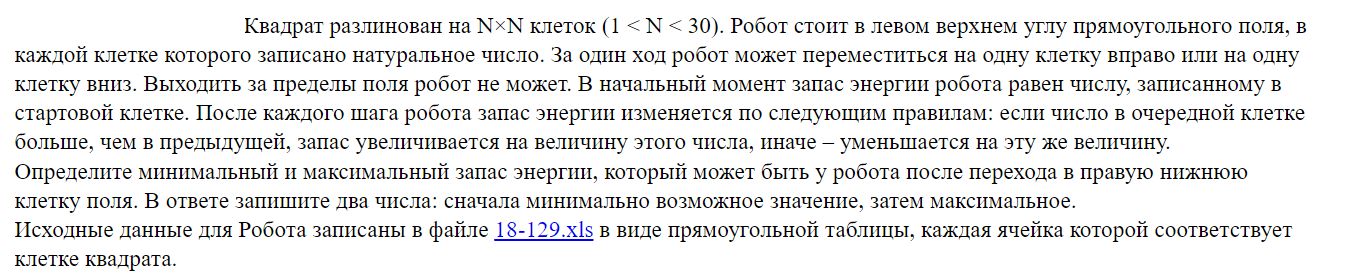 Квадрат разлинован на N×N клеток (1 < N < 30). Робот стоит в левом верхнем углу прямоугольного поля, в
каждой клетке которого записано натуральное число. За один ход робот может переместиться на одну клетку вправо или на одну
клетку вниз. Выходить за пределы поля робот не может. В начальный момент запас энергии робота равен числу, записанному в
стартовой клетке. После каждого шага робота запас энергии изменяется по следующим правилам: если число в очередной клетке
больше, чем в предыдущей, запас увеличивается на величину этого числа, иначе – уменьшается на эту же величину.
Определите минимальный и максимальный запас энергии, который может быть у робота после перехода в правую нижнюю
клетку поля. В ответе запишите два числа: сначала минимально возможное значение, затем максимальное.
Исходные данные для Робота записаны в файле 18-129.xls в виде прямоугольной таблицы, каждая ячейка которой соответствует
клетке квадрата.